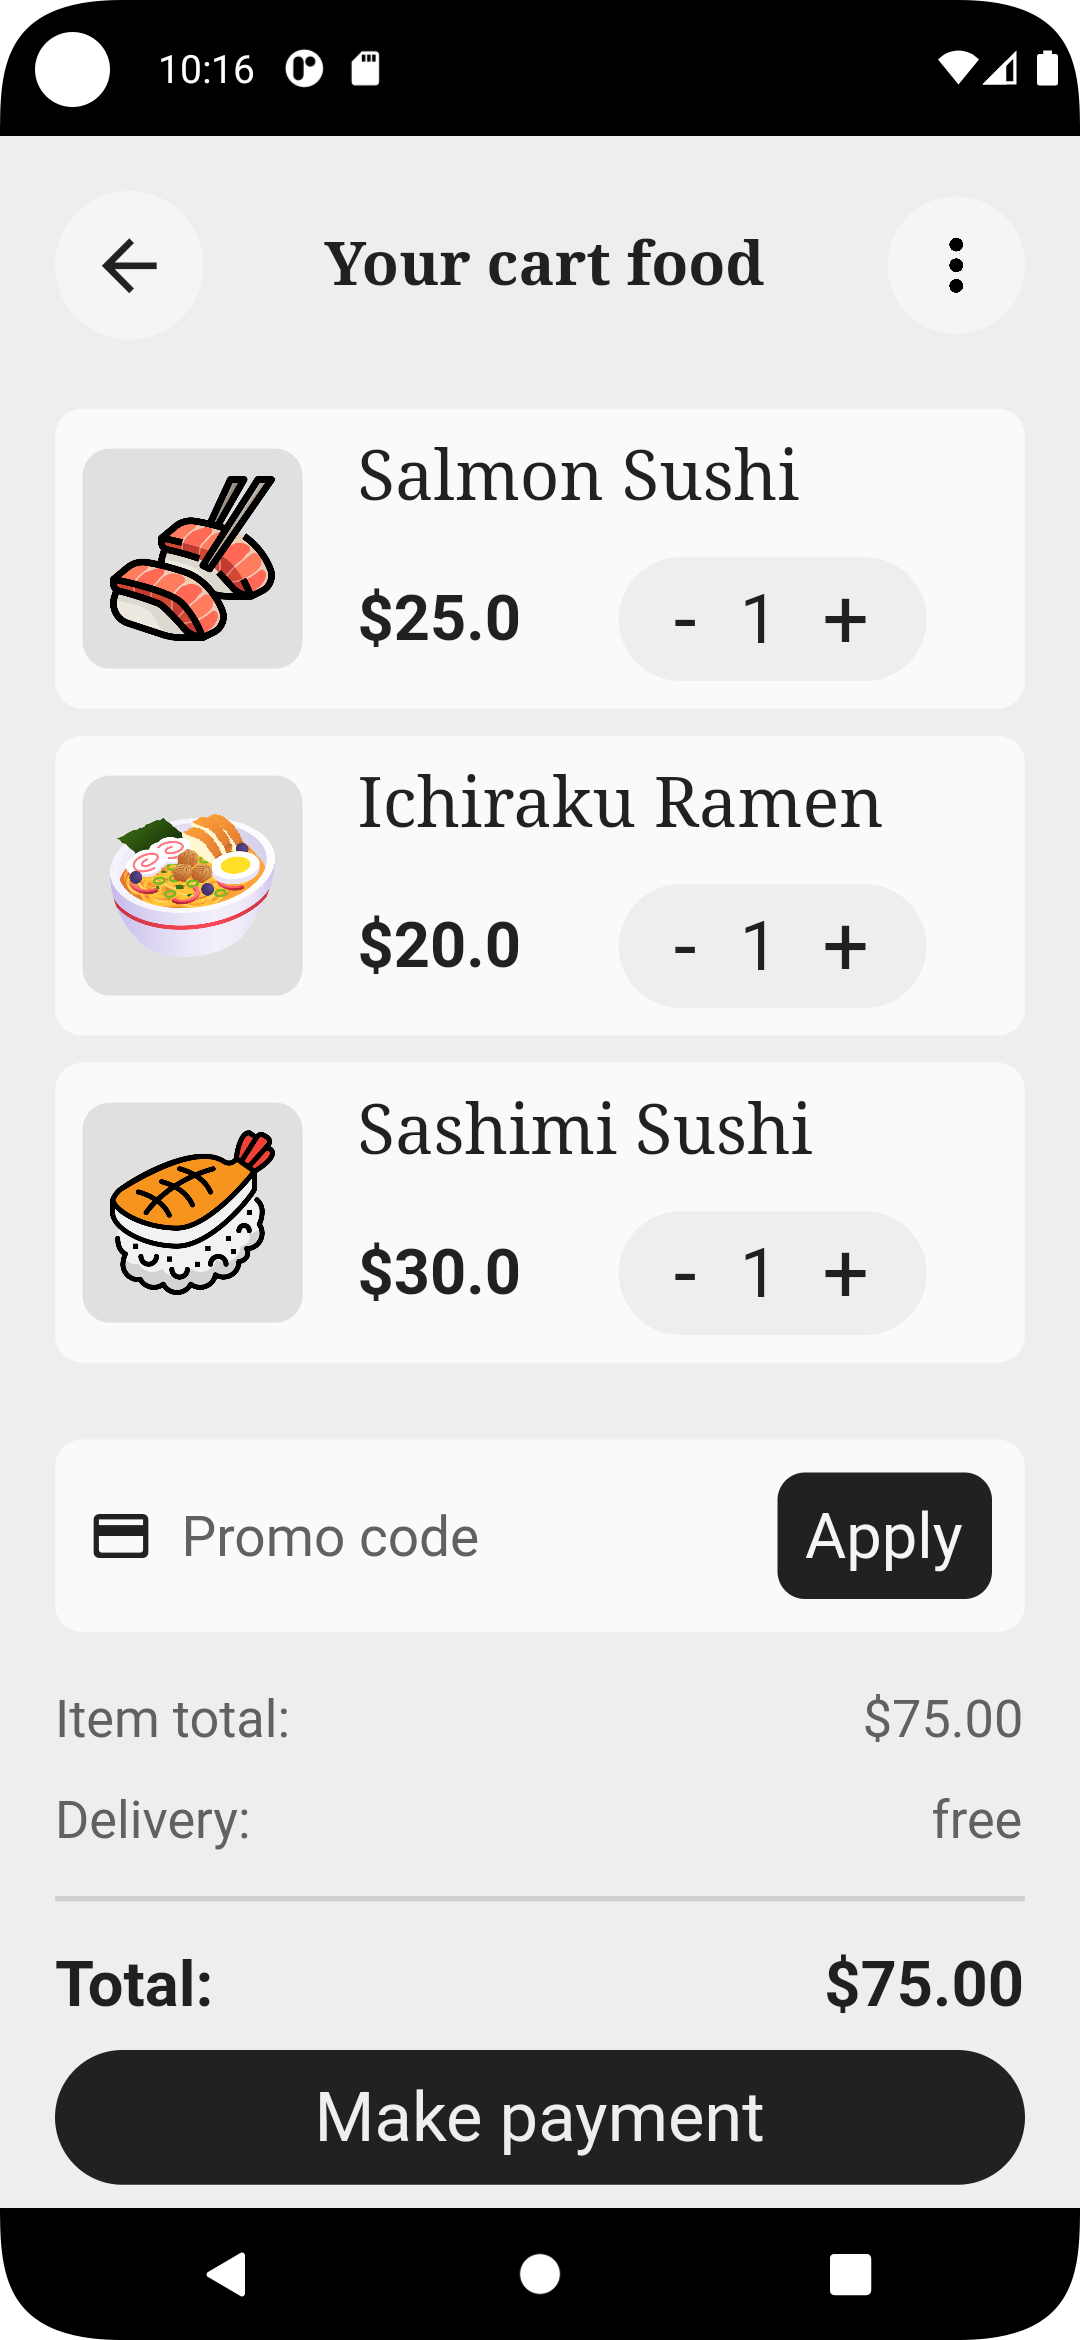 10:16
Your cart food
Salmon Sushi
$25.0 - 1 +
Ichiraku Ramen
$20.0 - 1 +
Sashimi Sushi
$30.0 - 1 +
Promo code Apply
Item total: $75.00
Delivery: free
Total: $75.00
Make payment